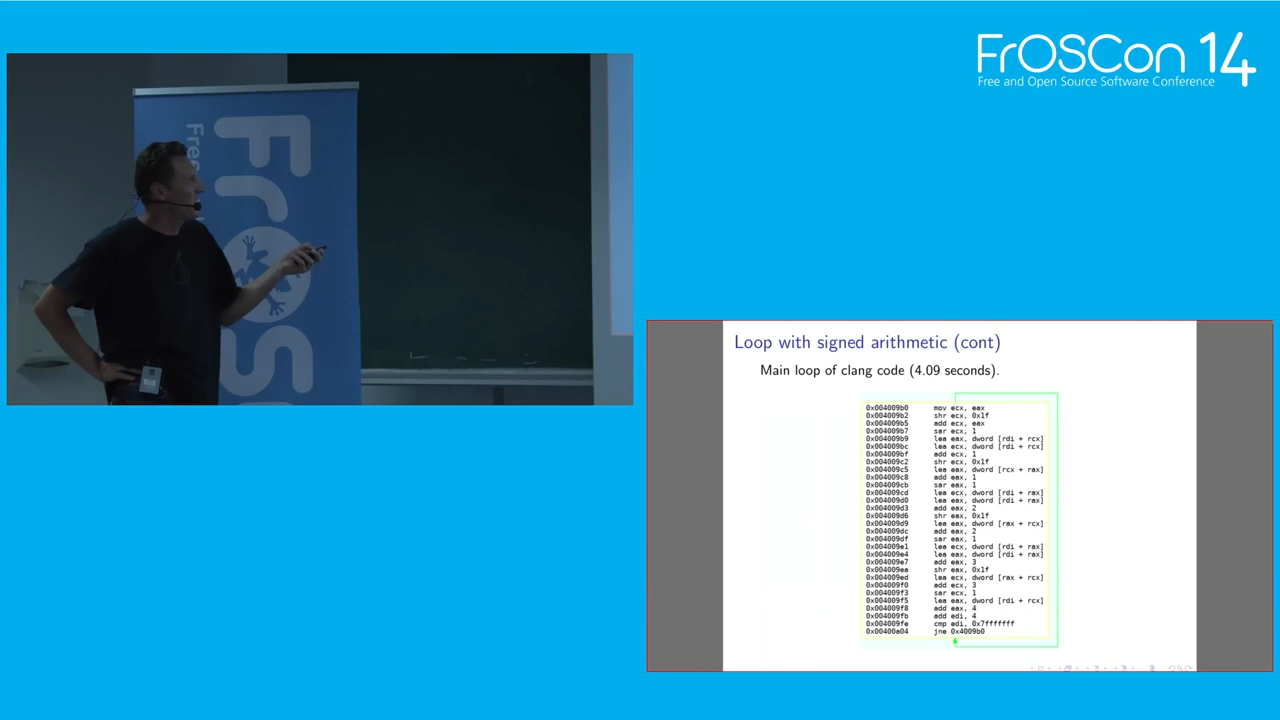 FrOSCon 14
Free and Open Source Software Conference
Free
FrOS
Loop with signed arithmetic (cont)
Main loop of clang code (4.09 seconds).
0x004009b0 mov ecx, eax
0x004009b2 shr ecx, 0x1f
0x004009b5 add ecx, eax
0x004009b7 sar ecx, 1
0x004009b9 lea eax, dword [rdi + rcx]
0x004009bc lea ecx, dword [rdi + rcx]
0x004009bf add ecx, 1
0x004009c2 shr ecx, 0x1f
0x004009c5 lea eax, dword [rcx + rax]
0x004009c8 add eax, 1
0x004009cb sar eax, 1
0x004009cd lea ecx, dword [rdi + rax]
0x004009d0 lea eax, dword [rdi + rax]
0x004009d3 add eax, 2
0x004009d6 shr eax, 0x1f
0x004009d9 lea eax, dword [rax + rcx]
0x004009dc add eax, 2
0x004009df sar eax, 1
0x004009e1 lea ecx, dword [rdi + rax]
0x004009e4 lea eax, dword [rdi + rax]
0x004009e7 add eax, 3
0x004009ea shr eax, 0x1f
0x004009ed lea ecx, dword [rax + rcx]
0x004009f0 add ecx, 3
0x004009f3 sar ecx, 1
0x004009f5 lea eax, dword [rdi + rcx]
0x004009f8 add eax, 4
0x004009fb add edi, 4
0x004009fe cmp edi, 0x7fffffff
0x00400a04 jne 0x4009b0